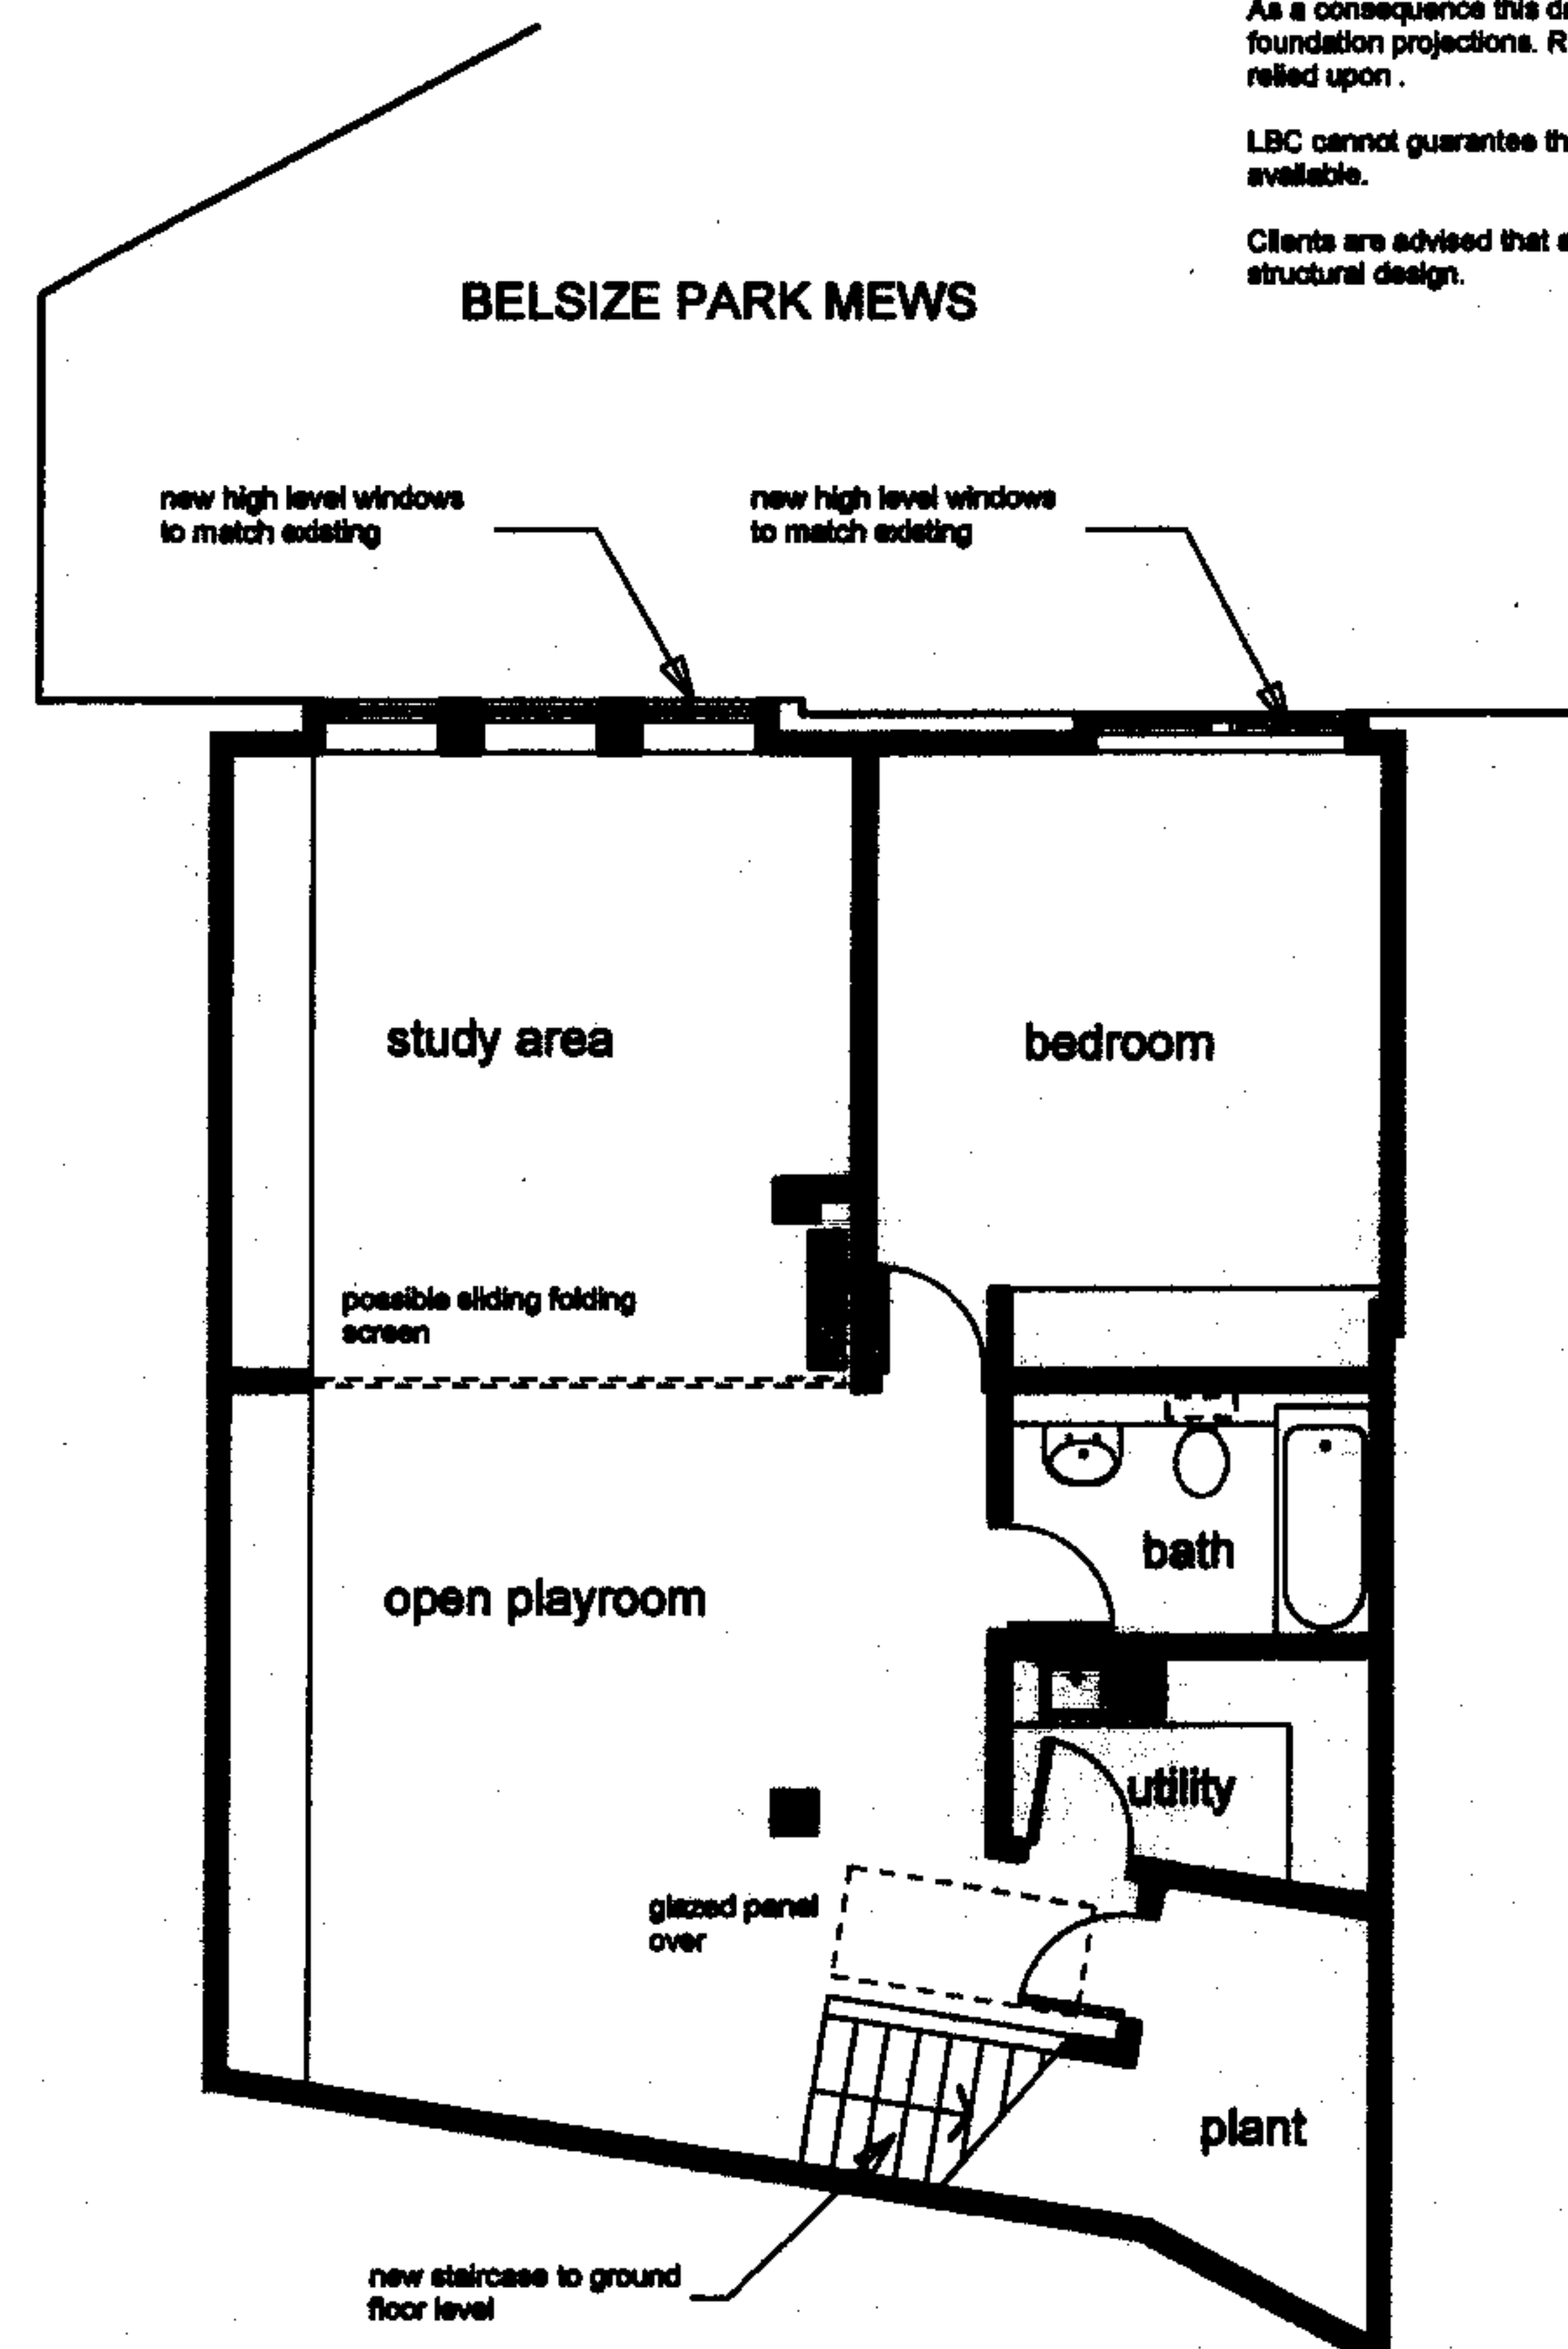 As a consequence this
foundation projections.
relied upon .
LBC cannot guarantee
available.
Clients are advised that
structural design.
BELSIZE PARK MEWS
new high level windows
to match existing
new high level windows
to match existing
study area
bedroom
possible sliding folding
screen
bath
open playroom
utility
glazed panel
over
plant
new staircase to ground
floor level